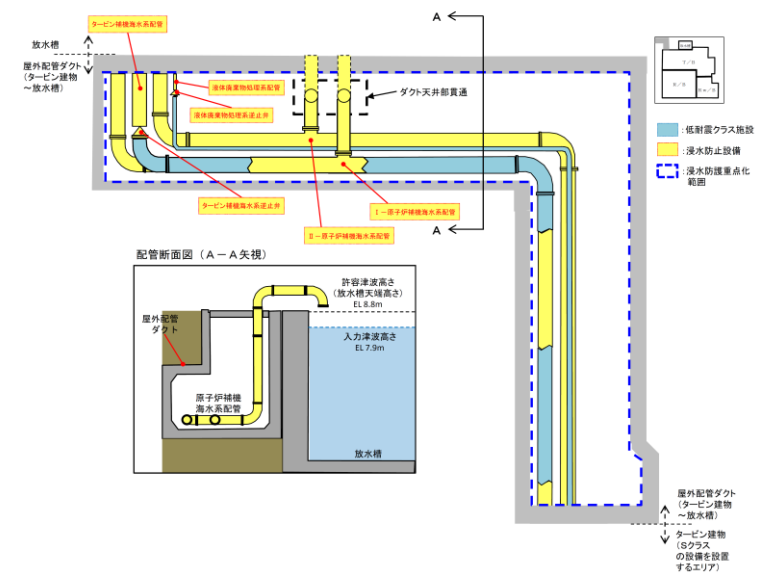 タービン補機海水系配管
A
放水槽
屋外配管ダクト
(タービン建物
～放水槽)
液体廃棄物処理系配管
ダクト天井部貫通
液体廃棄物処理系逆止弁
T/B
R/B
Rw/B
:低耐震クラス施設
:浸水防止設備
:浸水防護重点化
範囲
タービン補機海水系逆止弁
Ⅰ－原子炉補機海水系配管
Ⅱ－原子炉補機海水系配管
A
配管断面図(A－A矢視)
許容津波高さ
(放水槽天端高さ)
EL 8.8m
屋外配管
ダクト
入力津波高さ
EL 7.9m
原子炉補機
海水系配管
放水槽
屋外配管ダクト
(タービン建物
～放水槽)
タービン建物
(Sクラス
の設備を設置
するエリア)